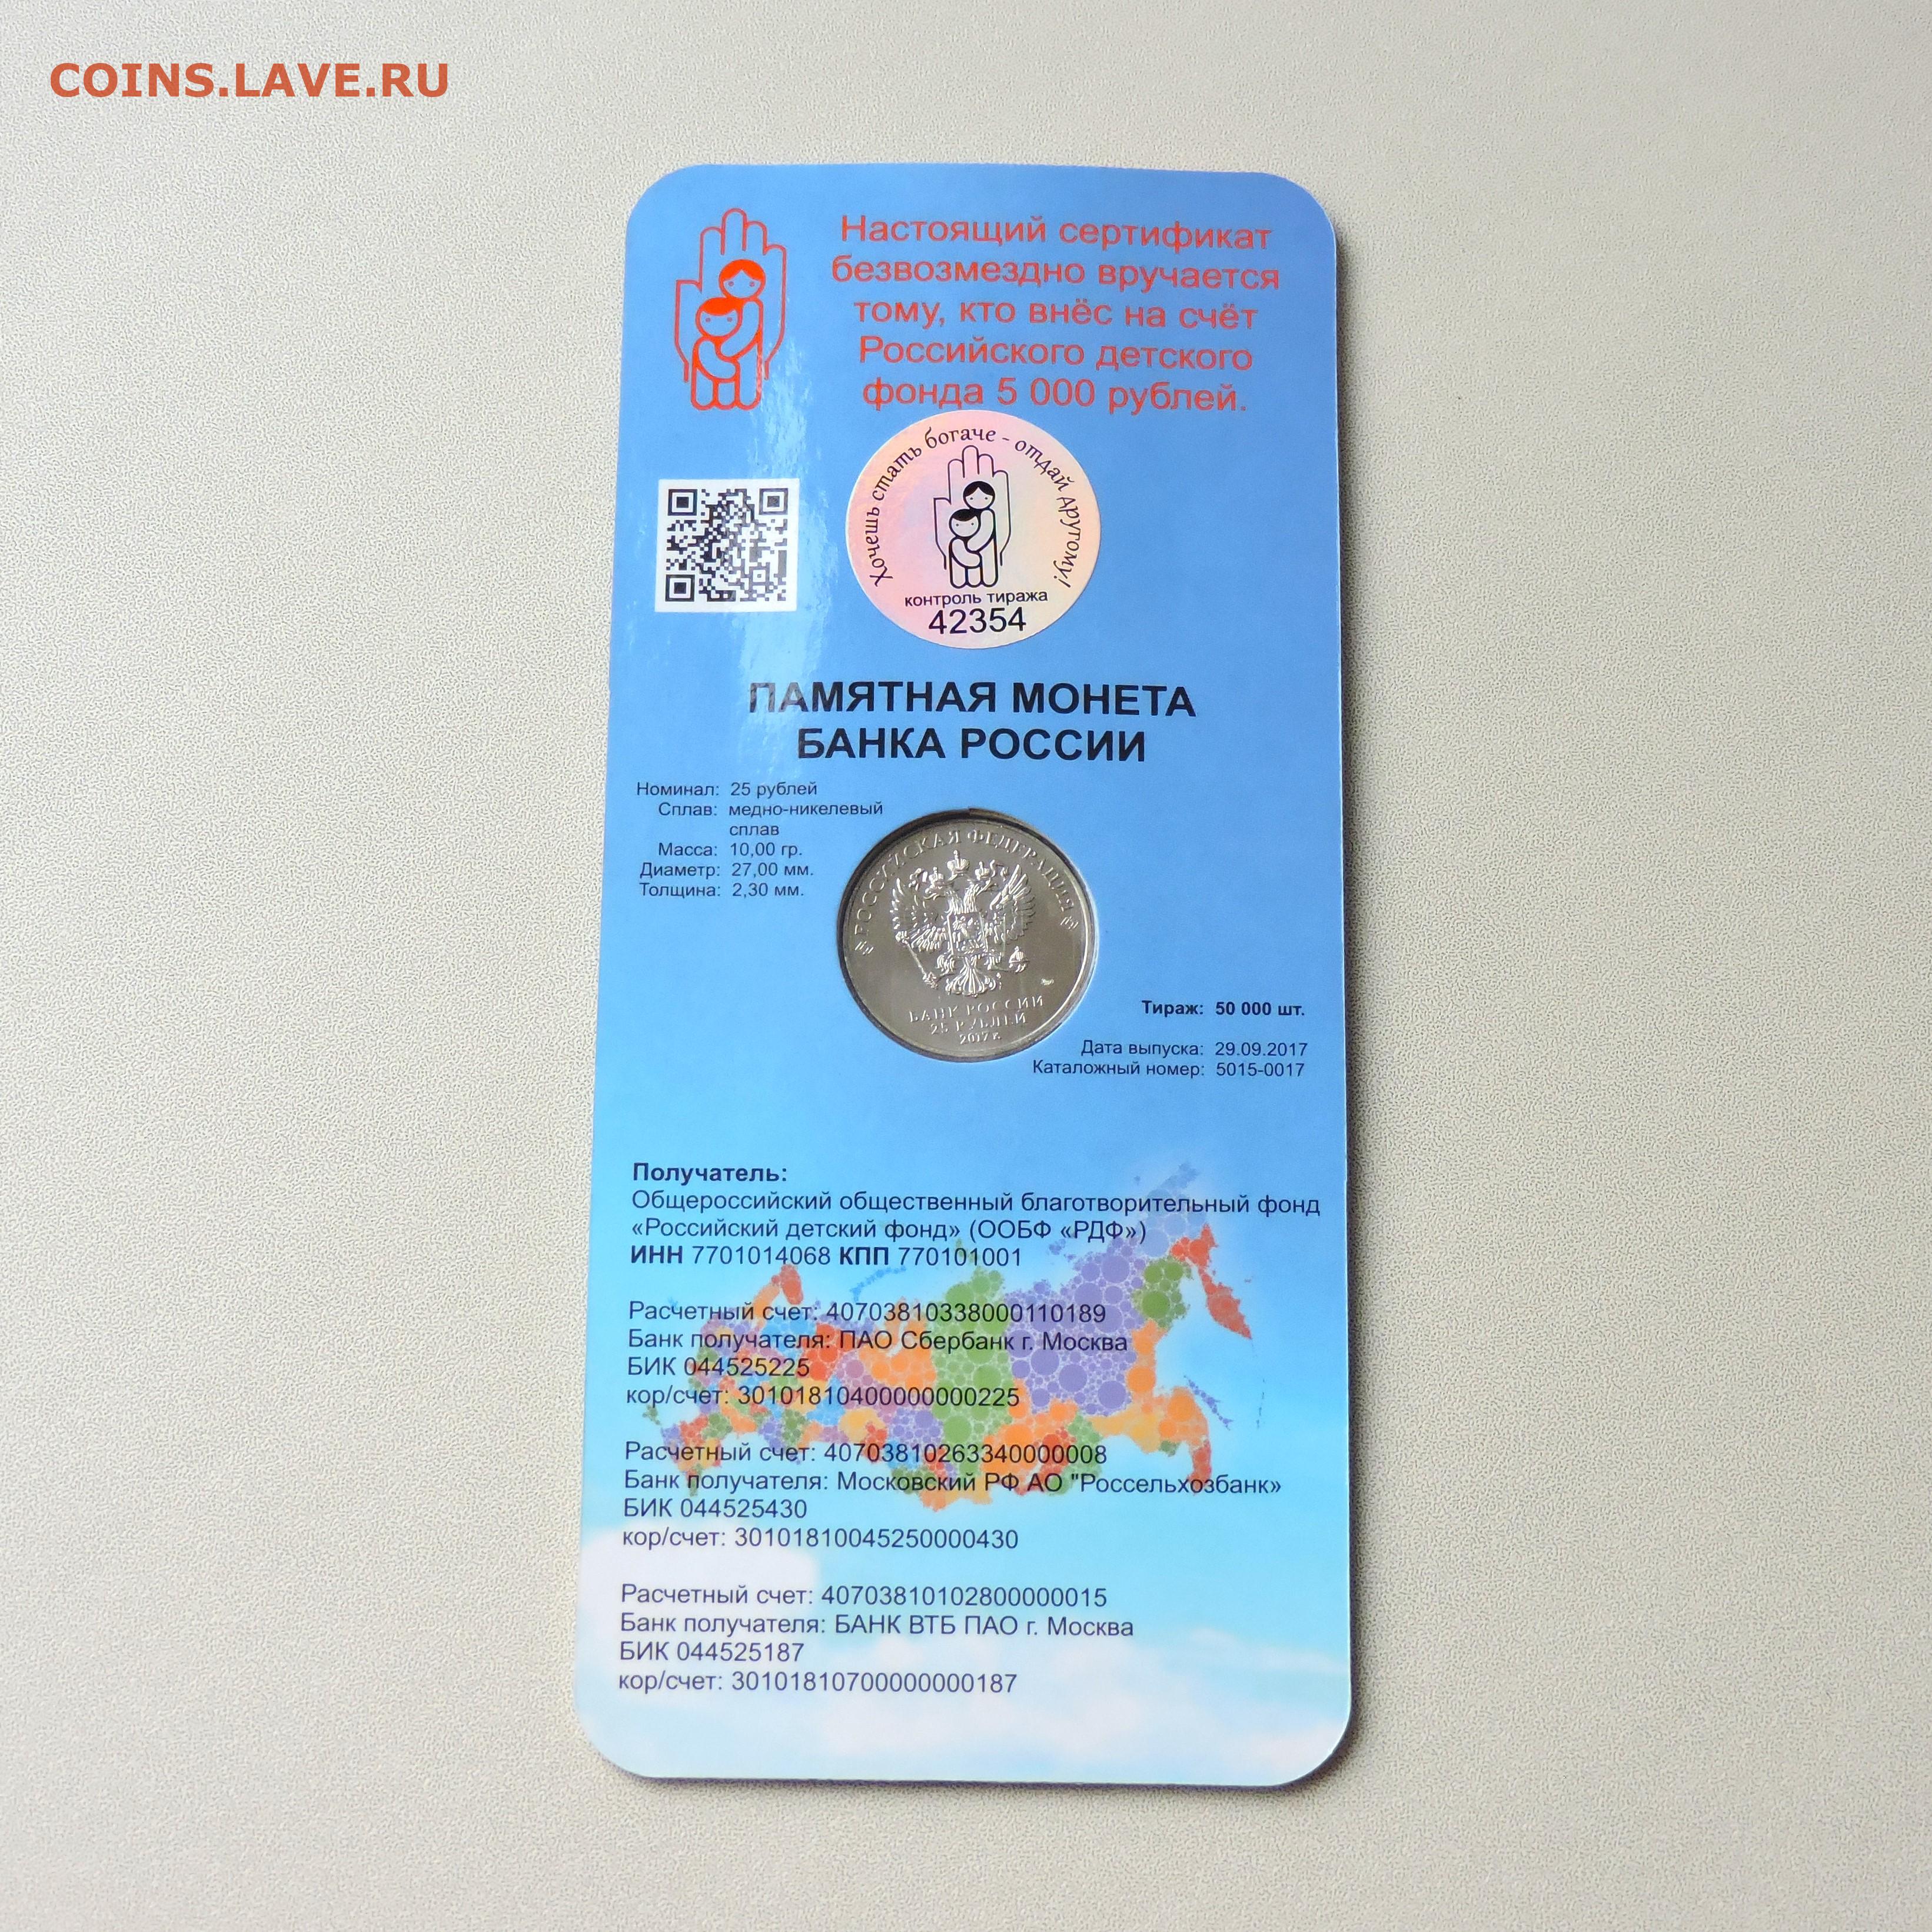 COINS.LAVE.RU
Настоящий сертификат
безвозмездно вручается
тому, кто внёс на счёт
Российского детского
фонда 5 000 рублей.
Хочешь стать богаче - отдай другому!
контроль тиража
42354
ПАМЯТНАЯ МОНЕТА
БАНКА РОССИИ
Номинал: 25 рублей
Сплав: медно-никелевый
сплав
Масса: 10,00 гр.
Диаметр: 27,00 мм.
Толщина: 2,30 мм.
РОССИЙСКАЯ ФЕДЕРАЦИЯ
БАНК РОССИИ
25 РУБЛЕЙ
2017 г.
Тираж: 50 000 шт.
Дата выпуска: 29.09.2017
Каталожный номер: 5015-0017
Получатель:
Общероссийский общественный благотворительный фонд
«Российский детский фонд» (ООБФ «РДФ»)
ИНН 7701014068 КПП 770101001
Расчетный счет: 40703810338000110189
Банк получателя: ПАО Сбербанк г. Москва
БИК 044525225
кор/счет: 30101810400000000225
Расчетный счет: 40703810263340000008
Банк получателя: Московский РФ АО "Россельхозбанк»
БИК 044525430
кор/счет: 30101810045250000430
Расчетный счет: 40703810102800000015
Банк получателя: БАНК ВТБ ПАО г. Москва
БИК 044525187
кор/счет: 30101810700000000187